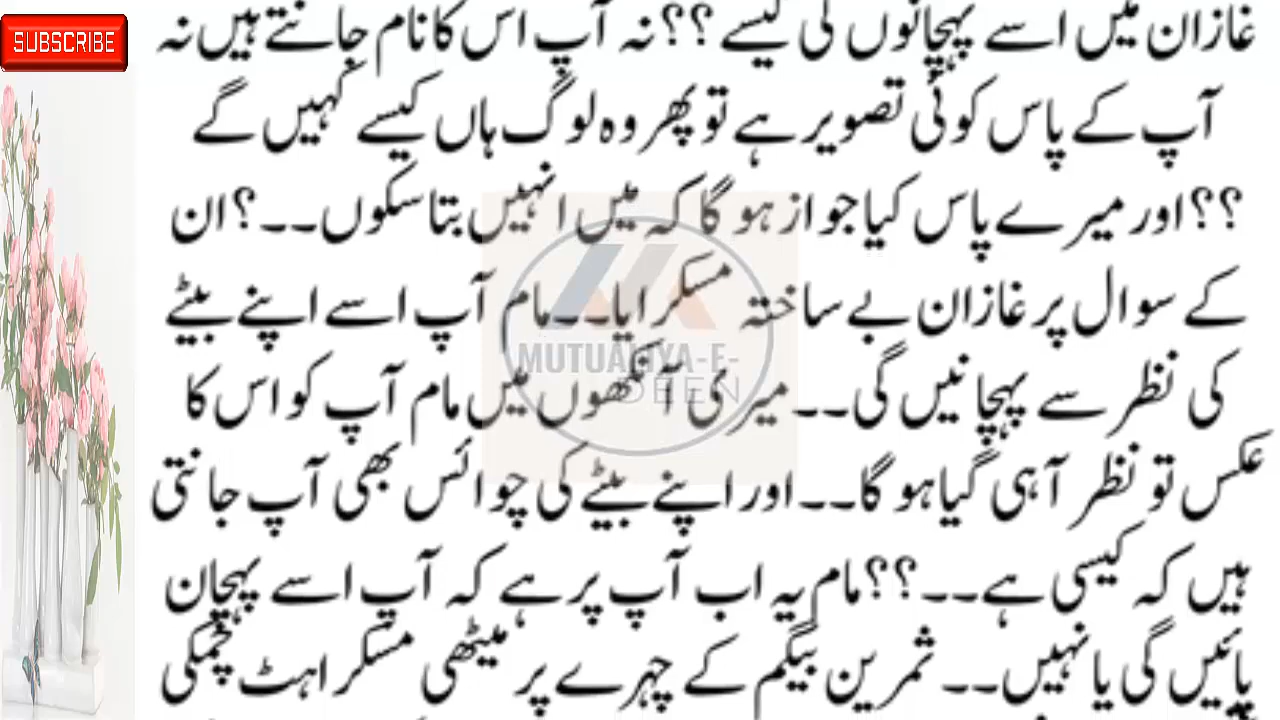 SUBSCRIBE
غازان میں اسے پہچانوں گی کیسے ؟؟ نہ آپ اس کا نام جانتے ہیں نہ
آپ کے پاس کوئی تصویر ہے تو پھر وہ لوگ ہاں کیسے کہیں گے
؟؟ اور میرے پاس کیا جواز ہو گا کہ میں انہیں بتا سکوں۔۔۔؟ ان
کے سوال پر غازان بے ساختہ مسکرایا۔۔ مام آپ اسے اپنے بیٹے
کی نظر سے پہچانیں گی۔۔ میری آنکھوں میں مام آپ کو اس کا
عکس تو نظر آ ہی گیا ہو گا۔۔ اور اپنے بیٹے کی چوائس بھی آپ جانتی
ہیں کہ کیسی ہے۔۔؟؟ مام یہ اب آپ پر ہے کہ آپ اسے پہچان
پائیں گی یا نہیں۔۔ ثمرین بیگم کے چہرے پر میٹھی مسکراہٹ چمکی
MUTUALIYA-E-
DEEN